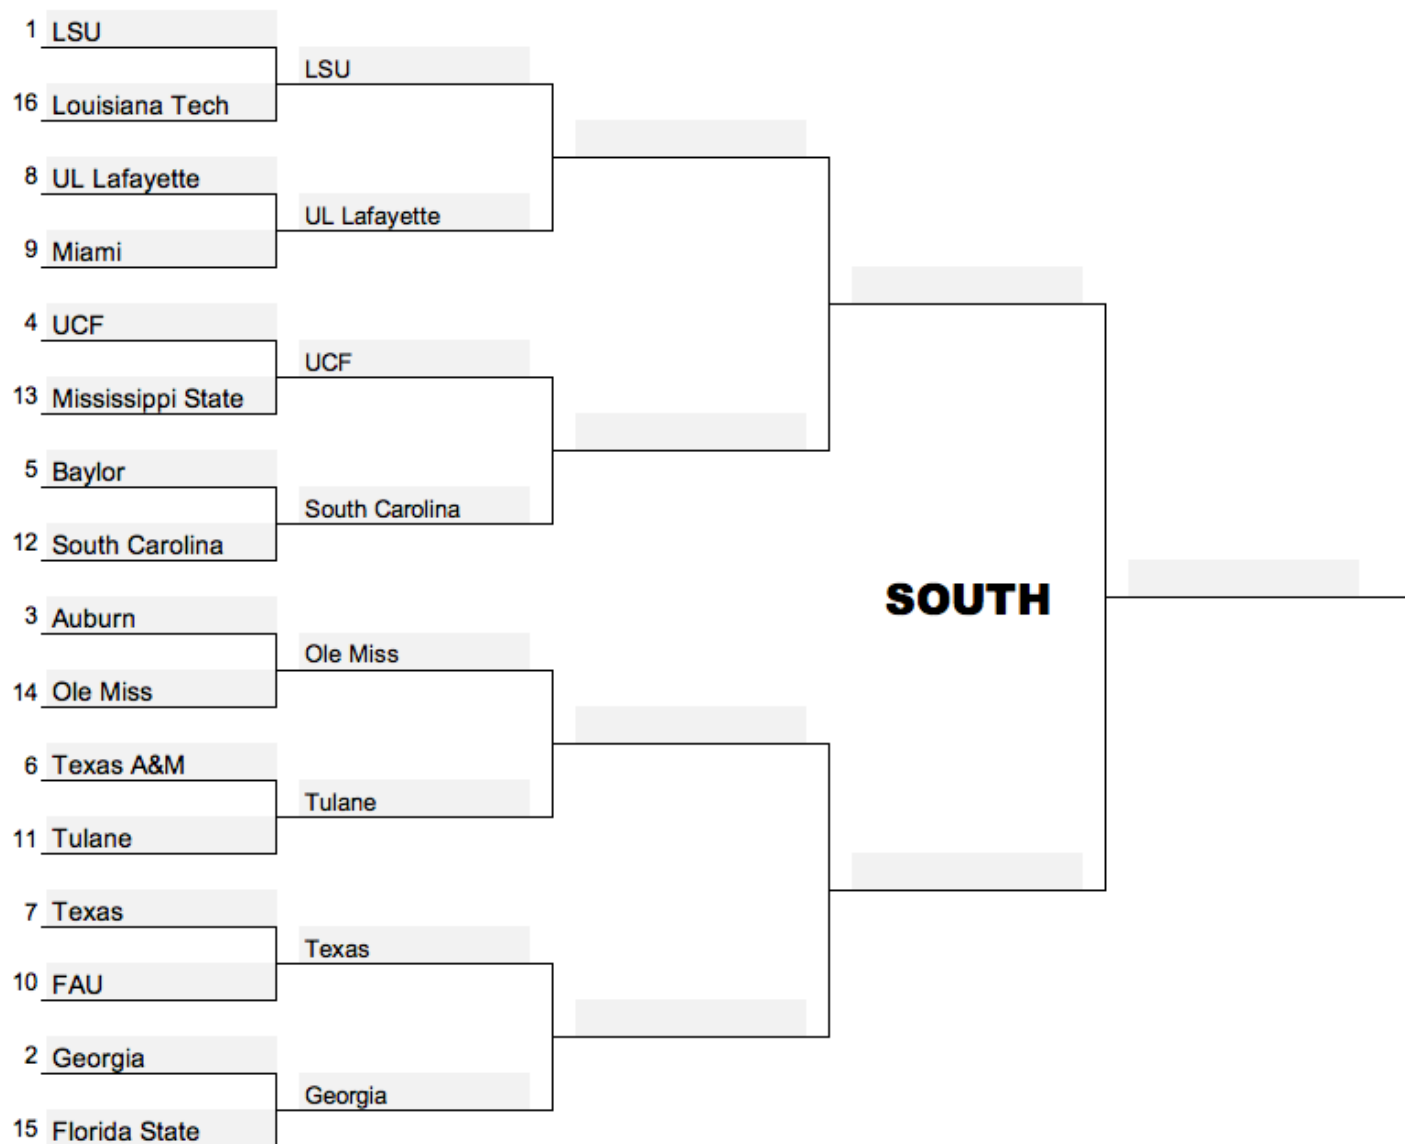 1 LSU
LSU
16 Louisiana Tech
8 UL Lafayette
UL Lafayette
9 Miami
4 UCF
UCF
13 Mississippi State
5 Baylor
South Carolina
12 South Carolina
SOUTH
3 Auburn
Ole Miss
14 Ole Miss
6 Texas A&M
Tulane
11 Tulane
7 Texas
Texas
10 FAU
2 Georgia
Georgia
15 Florida State